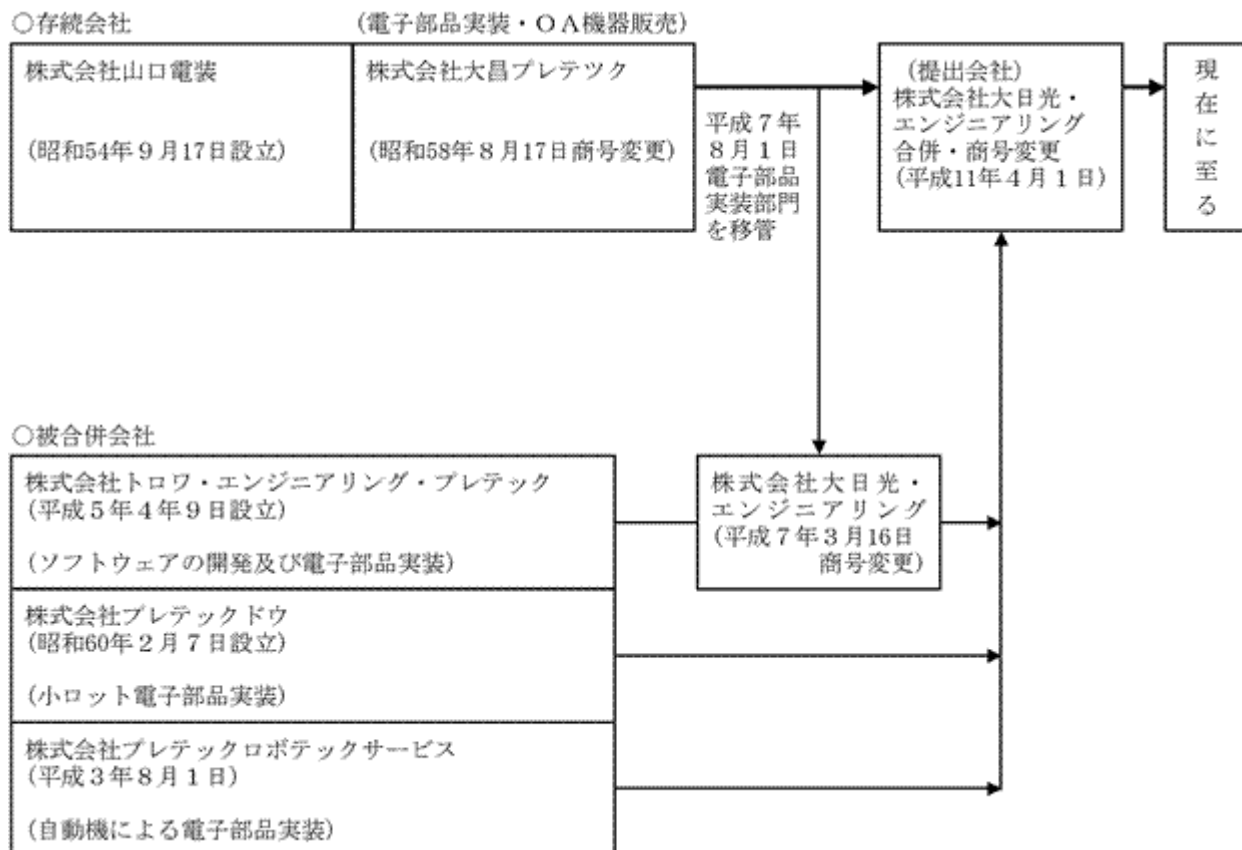 ○存続会社
(電子部品実装・OA機器販売)
株式会社山口電装
(昭和54年9月17日設立)
株式会社大昌プレテツク
(昭和58年8月17日商号変更)
平成7年
8月1日
電子部品
実装部門
を移管
(提出会社)
株式会社大日光・
エンジニアリング
合併・商号変更
(平成11年4月1日)
現
在
に
至
る
○被合併会社
株式会社トロワ・エンジニアリング・プレテック
(平成5年4年9日設立)
(ソフトウェアの開発及び電子部品実装)
株式会社大日光・
エンジニアリング
(平成7年3月16日
商号変更)
株式会社プレテックドウ
(昭和60年2月7日設立)
(小ロット電子部品実装)
株式会社プレテックロボテックサービス
(平成3年8月1日)
(自動機による電子部品実装)